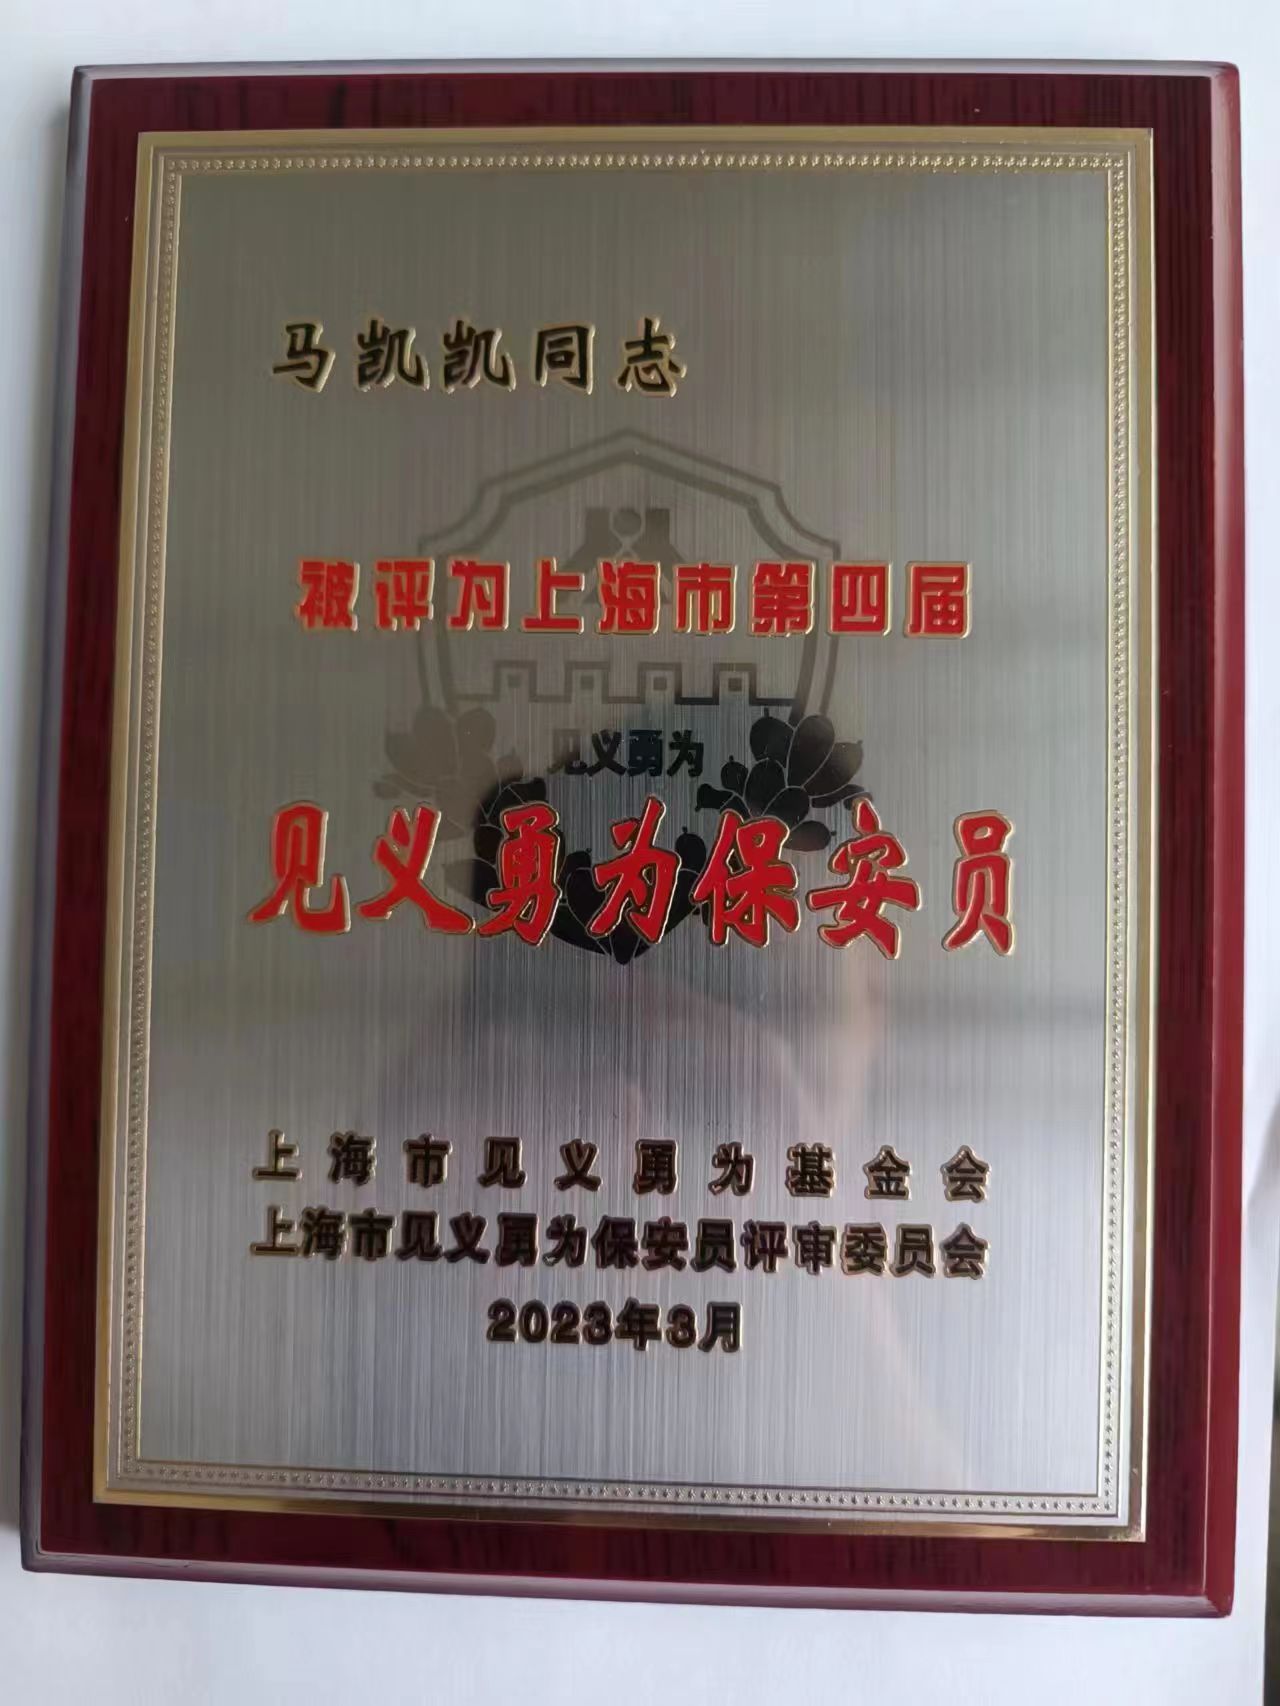 马凯凯同志
被评为上海市第四届
见义勇为
见义勇为保安员
上海市见义勇为基金会
上海市见义勇为保安员评审委员会
2023年3月